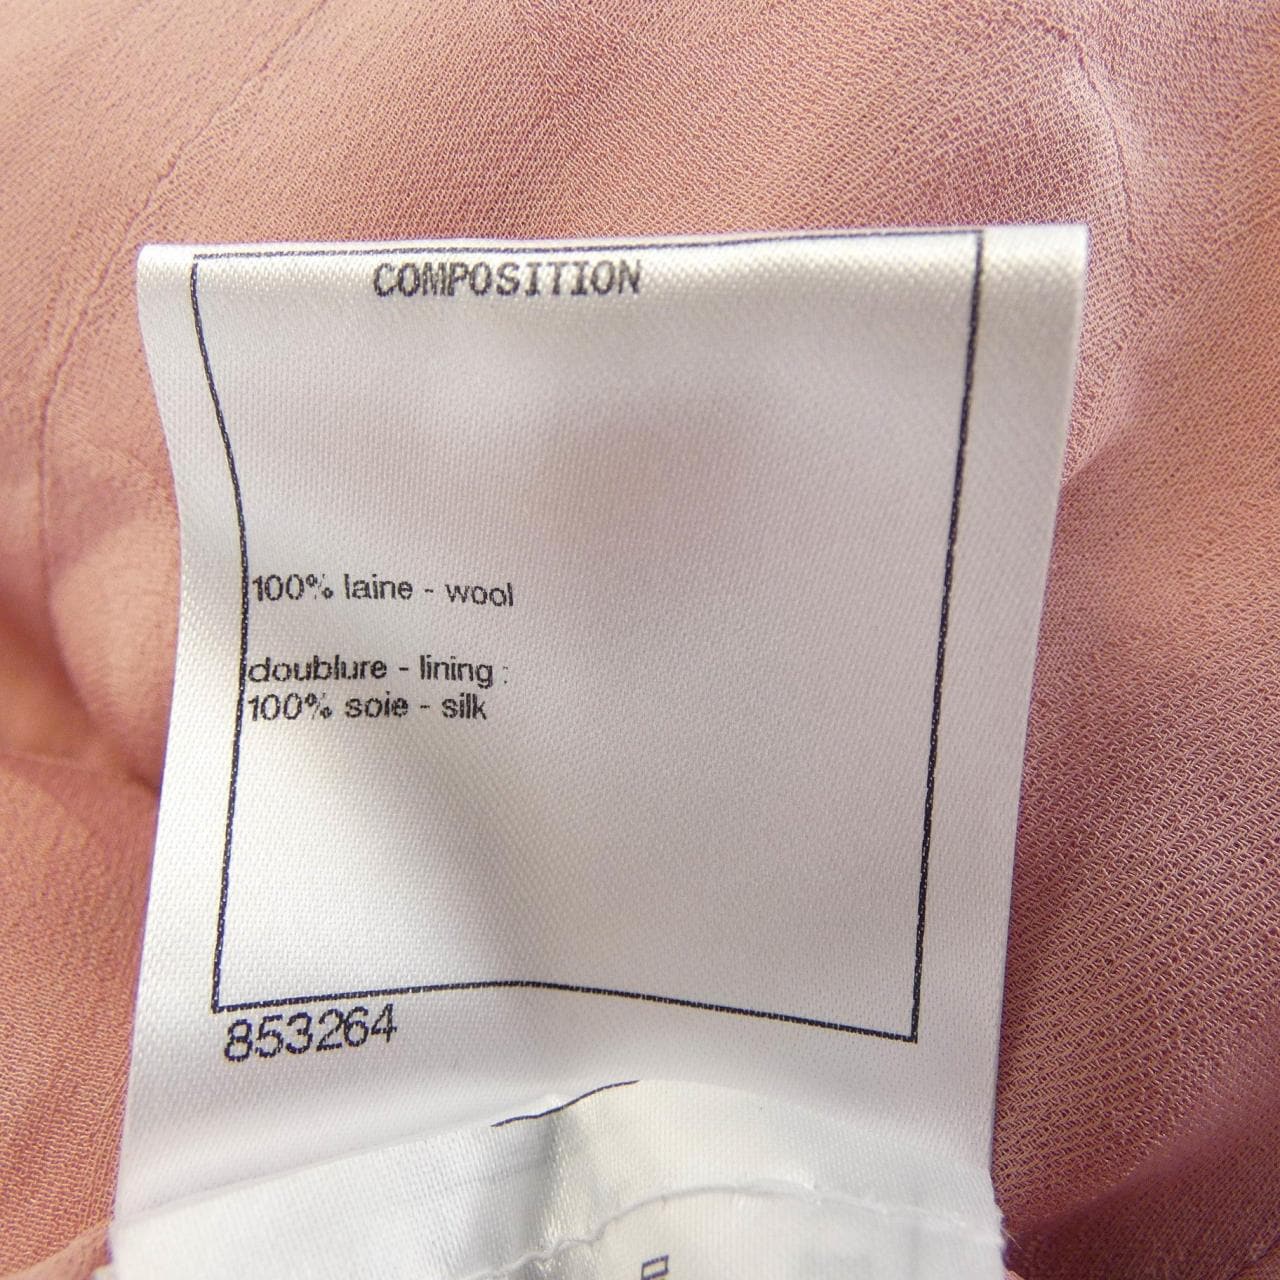 COMPOSITION
100% laine - wool
doublure - lining :
100% soie - silk
853264